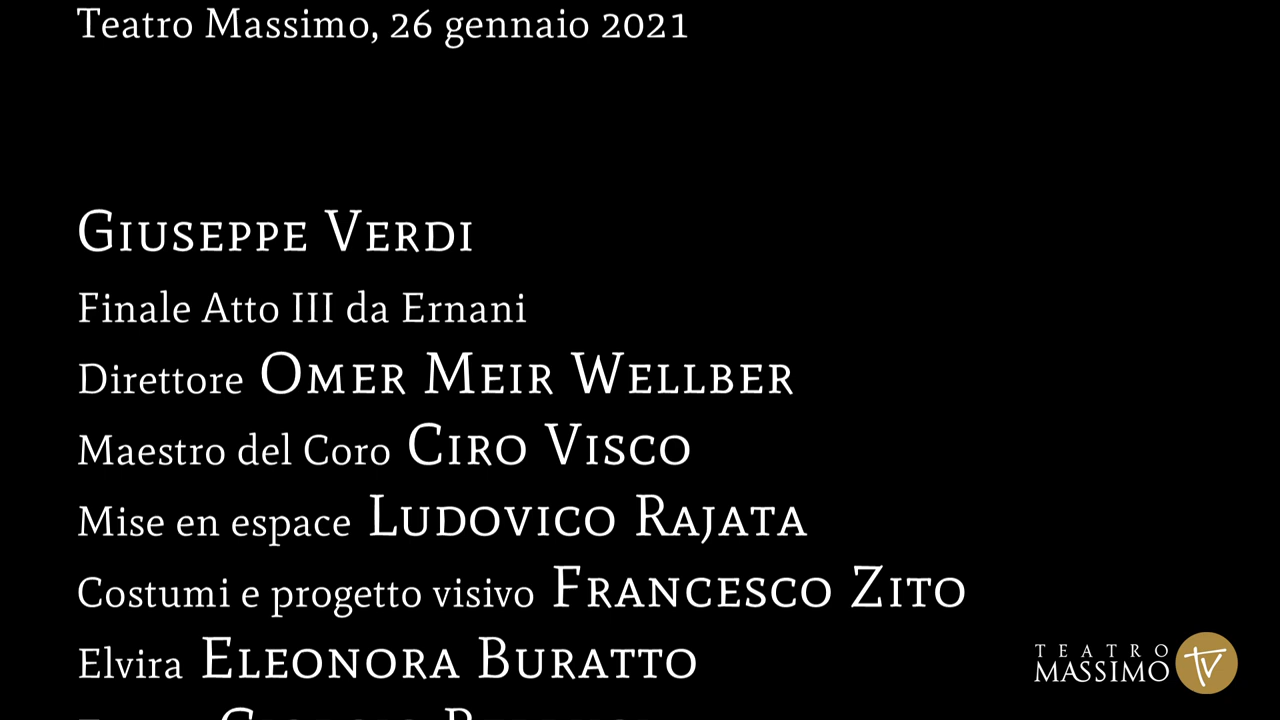 Teatro Massimo, 26 gennaio 2021
Giuseppe Verdi
Finale Atto III da Ernani
Direttore Omer Meir Wellber
Maestro del Coro Ciro Visco
Mise en espace Ludovico Rajata
Costumi e progetto visivo Francesco Zito
Elvira Eleonora Buratto
TEATRO
MASSIMO TV